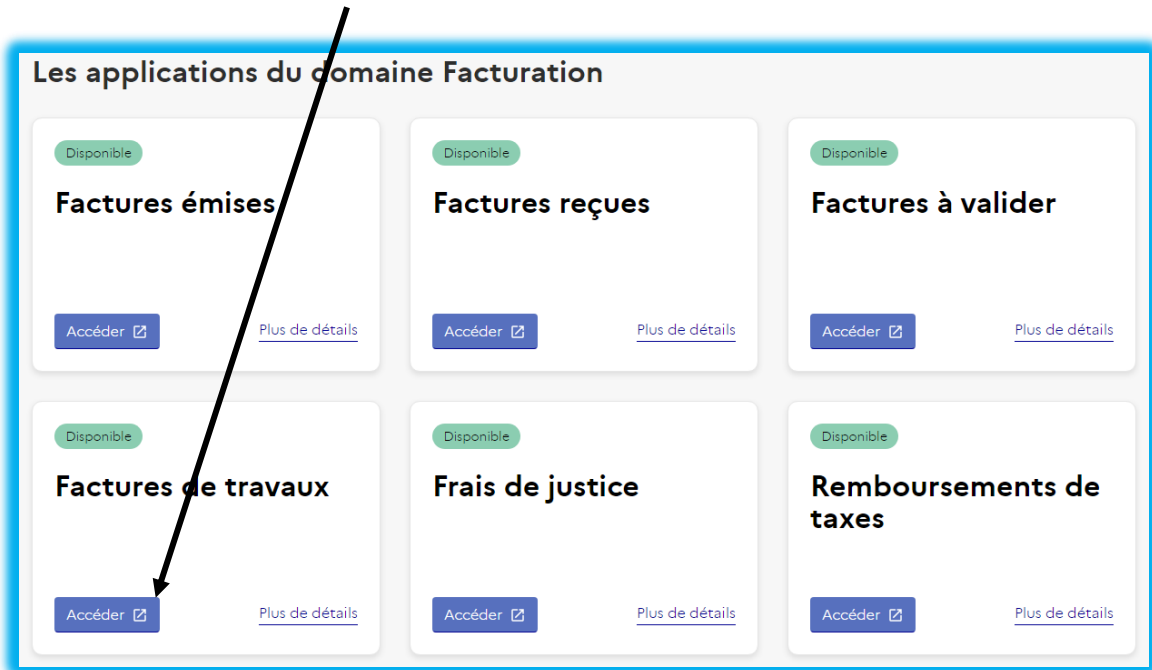 Les applications du domaine Facturation
Disponible
Factures émises
Accéder
Plus de détails
Disponible
Factures reçues
Accéder
Plus de détails
Disponible
Factures à valider
Accéder
Plus de détails
Disponible
Factures de travaux
Accéder
Plus de détails
Disponible
Frais de justice
Accéder
Plus de détails
Disponible
Remboursements de
taxes
Accéder
Plus de détails